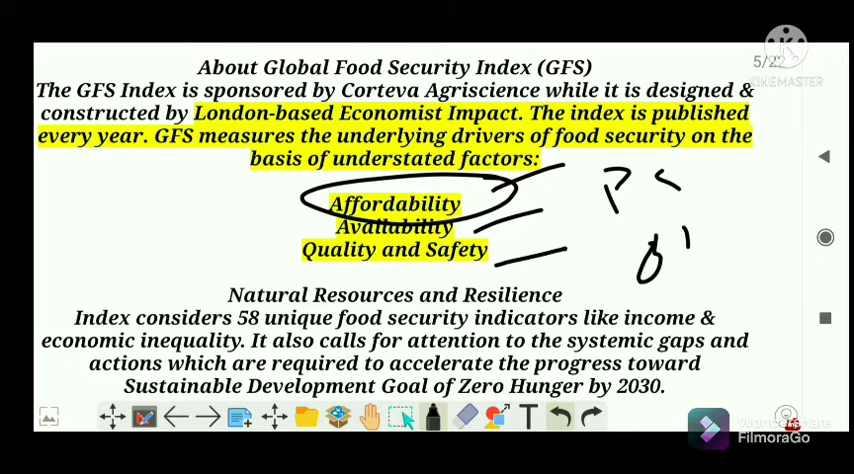 5/22
KINEMASTER
About Global Food Security Index (GFS)
The GFS Index is sponsored by Corteva Agriscience while it is designed &
constructed by London-based Economist Impact. The index is published
every year. GFS measures the underlying drivers of food security on the
basis of understated factors:
Affordability
Availability
Quality and Safety
Natural Resources and Resilience
Index considers 58 unique food security indicators like income &
economic inequality. It also calls for attention to the systemic gaps and
actions which are required to accelerate the progress toward
Sustainable Development Goal of Zero Hunger by 2030.
T
wondershare
FilmoraGo